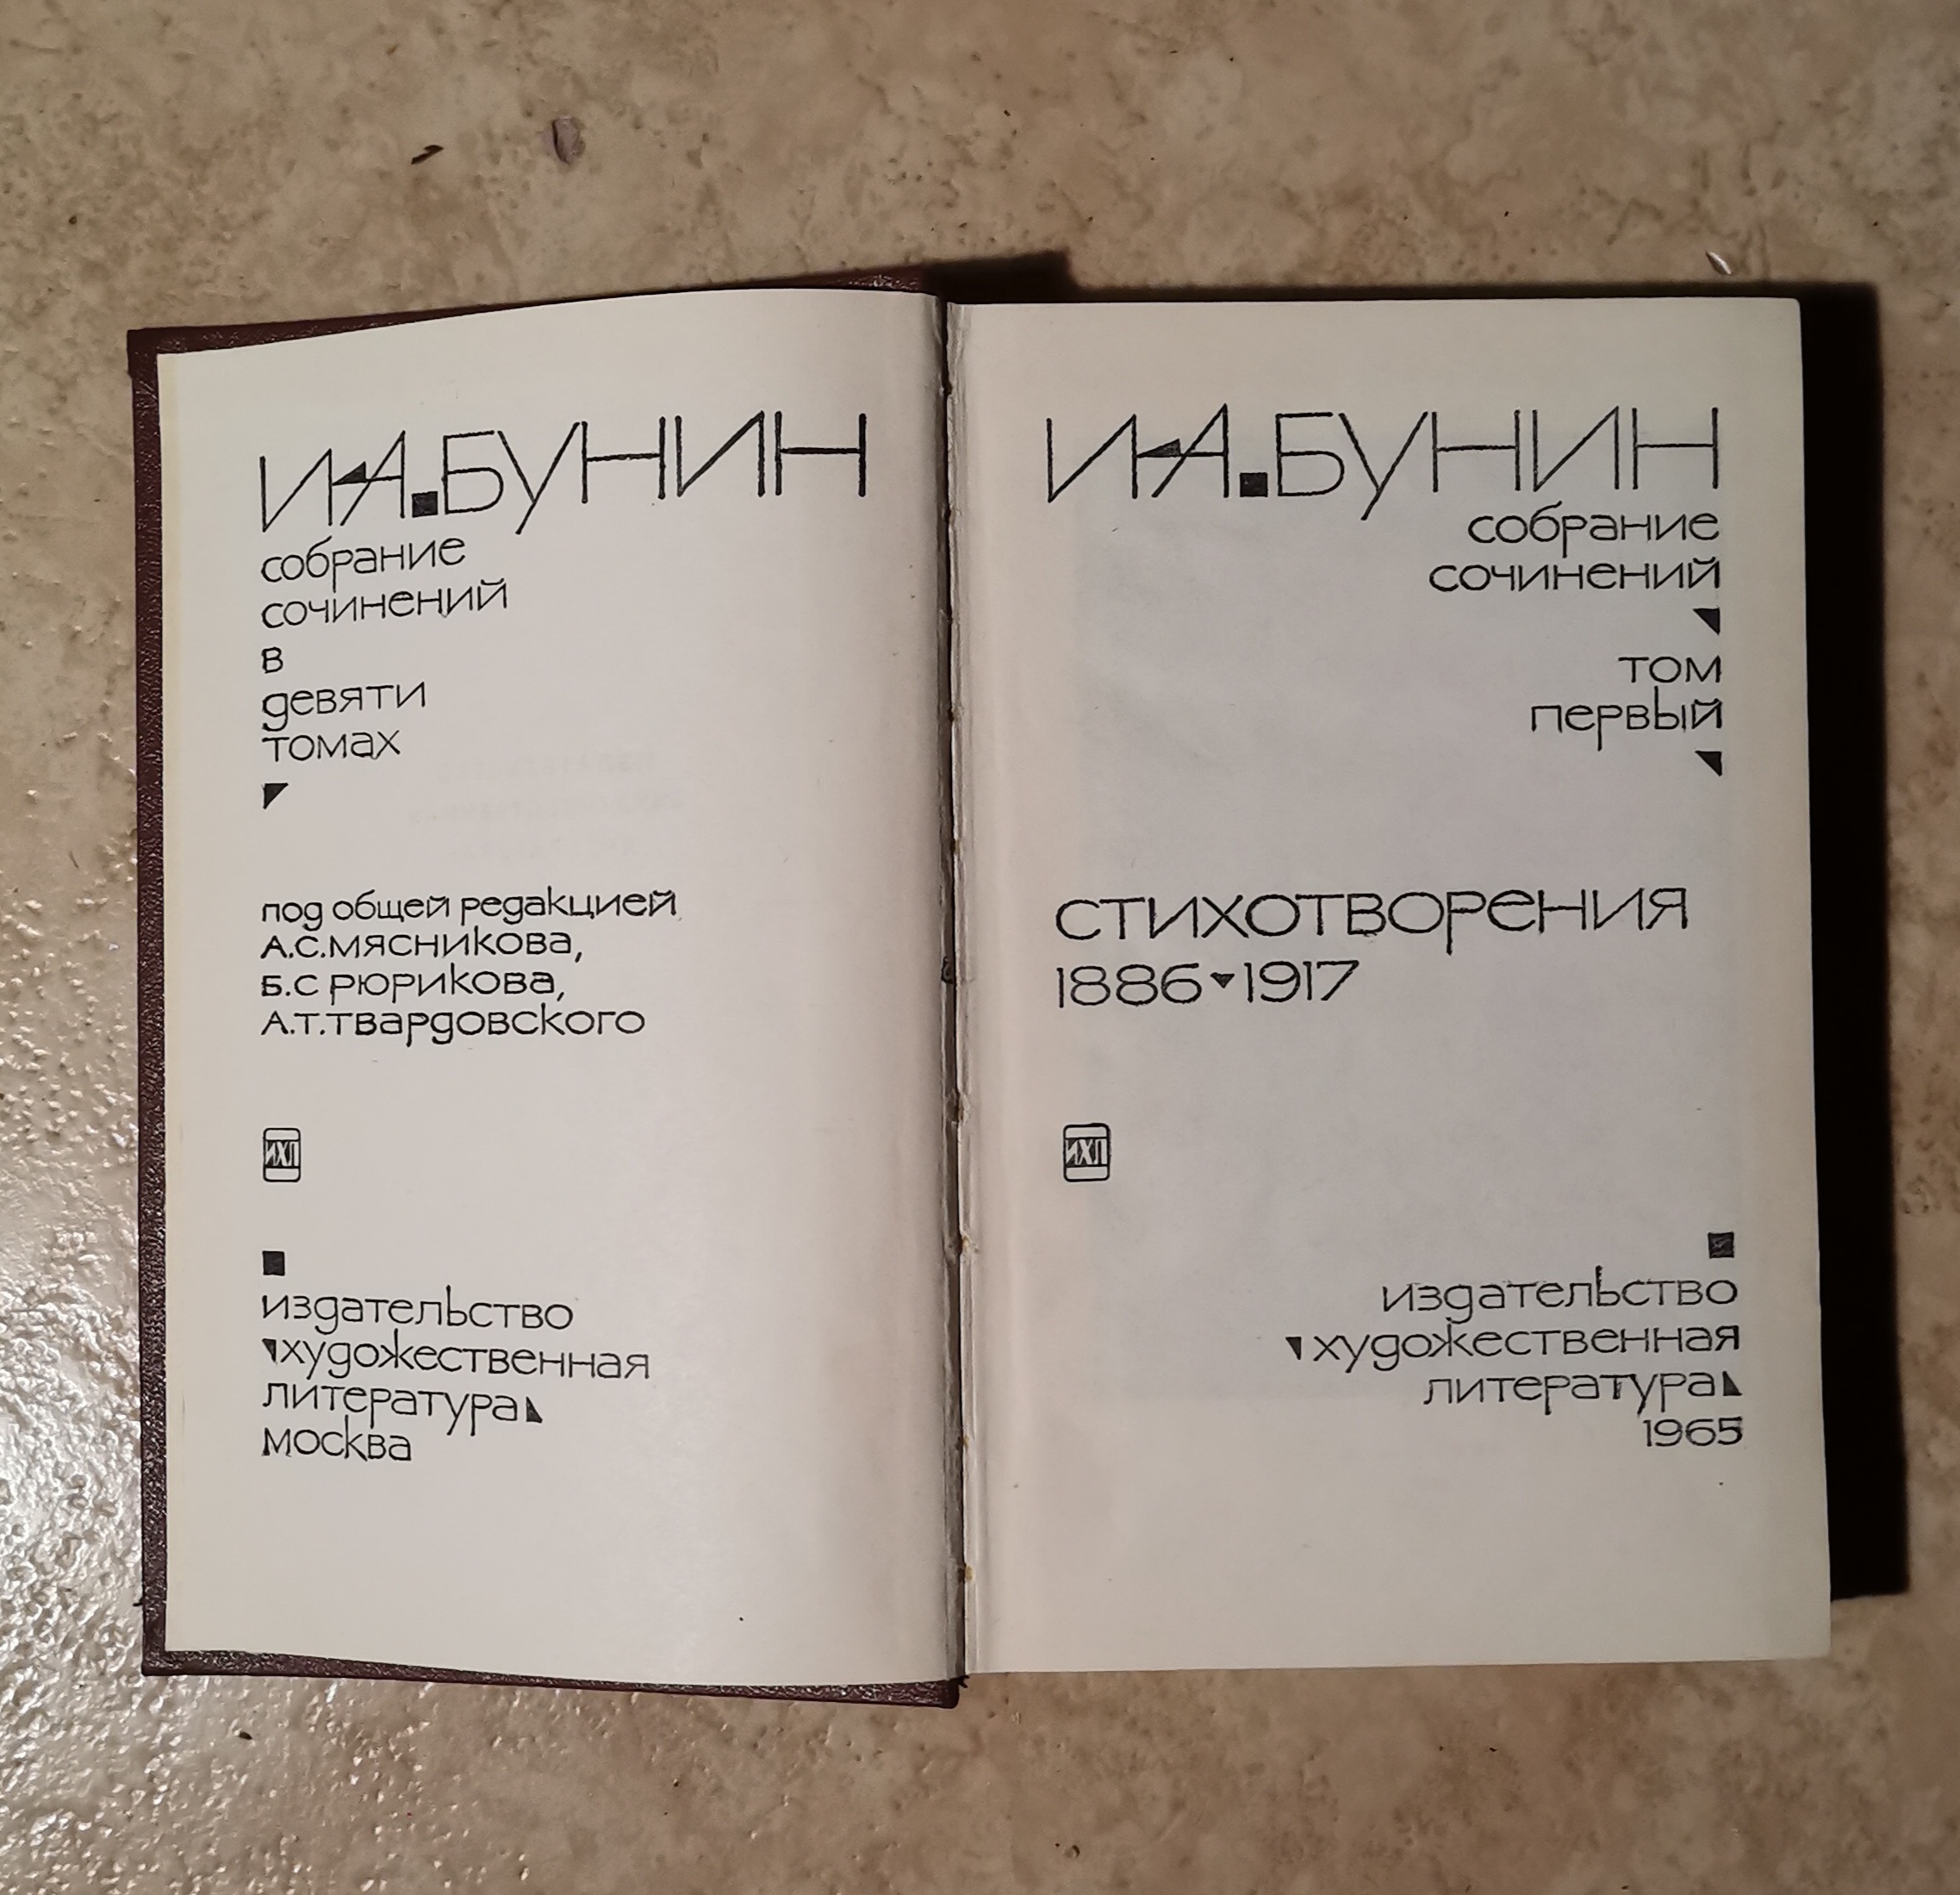 И.А.БУНИН
собрание
сочинений
в
девяти
томах
под общей редакцией
А.С.мясникова,
Б.С рюрикова,
А.Т.Твардовского
ИХЛ
издательство
художественная
литература
москва
И.А.БУНИН
собрание
сочинений
том
первый
стихотворения
1886 1917
ИХЛ
издательство
художественная
литература
1965